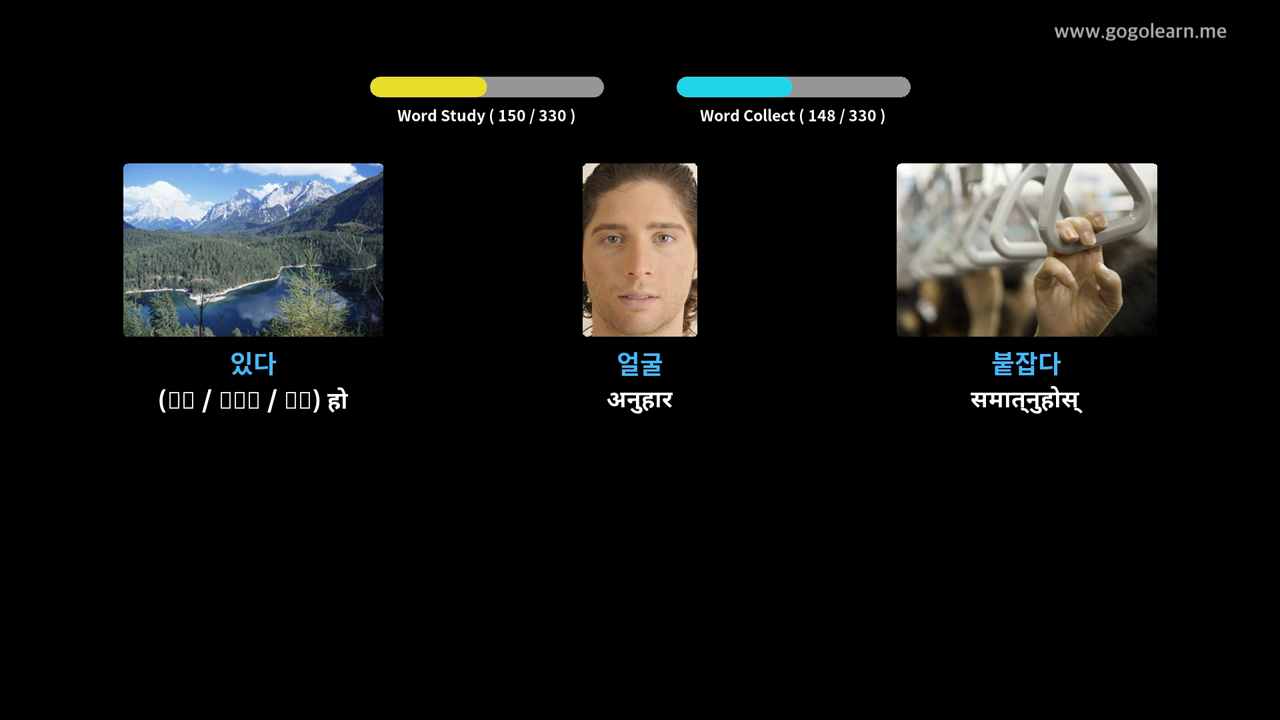 www.gogolearn.me
Word Study ( 150 / 330 )
Word Collect ( 148 / 330 )
있다
얼굴
붙잡다
(▯▯ / ▯▯▯ / ▯▯) हो
अनुहार
समात्नुहोस्